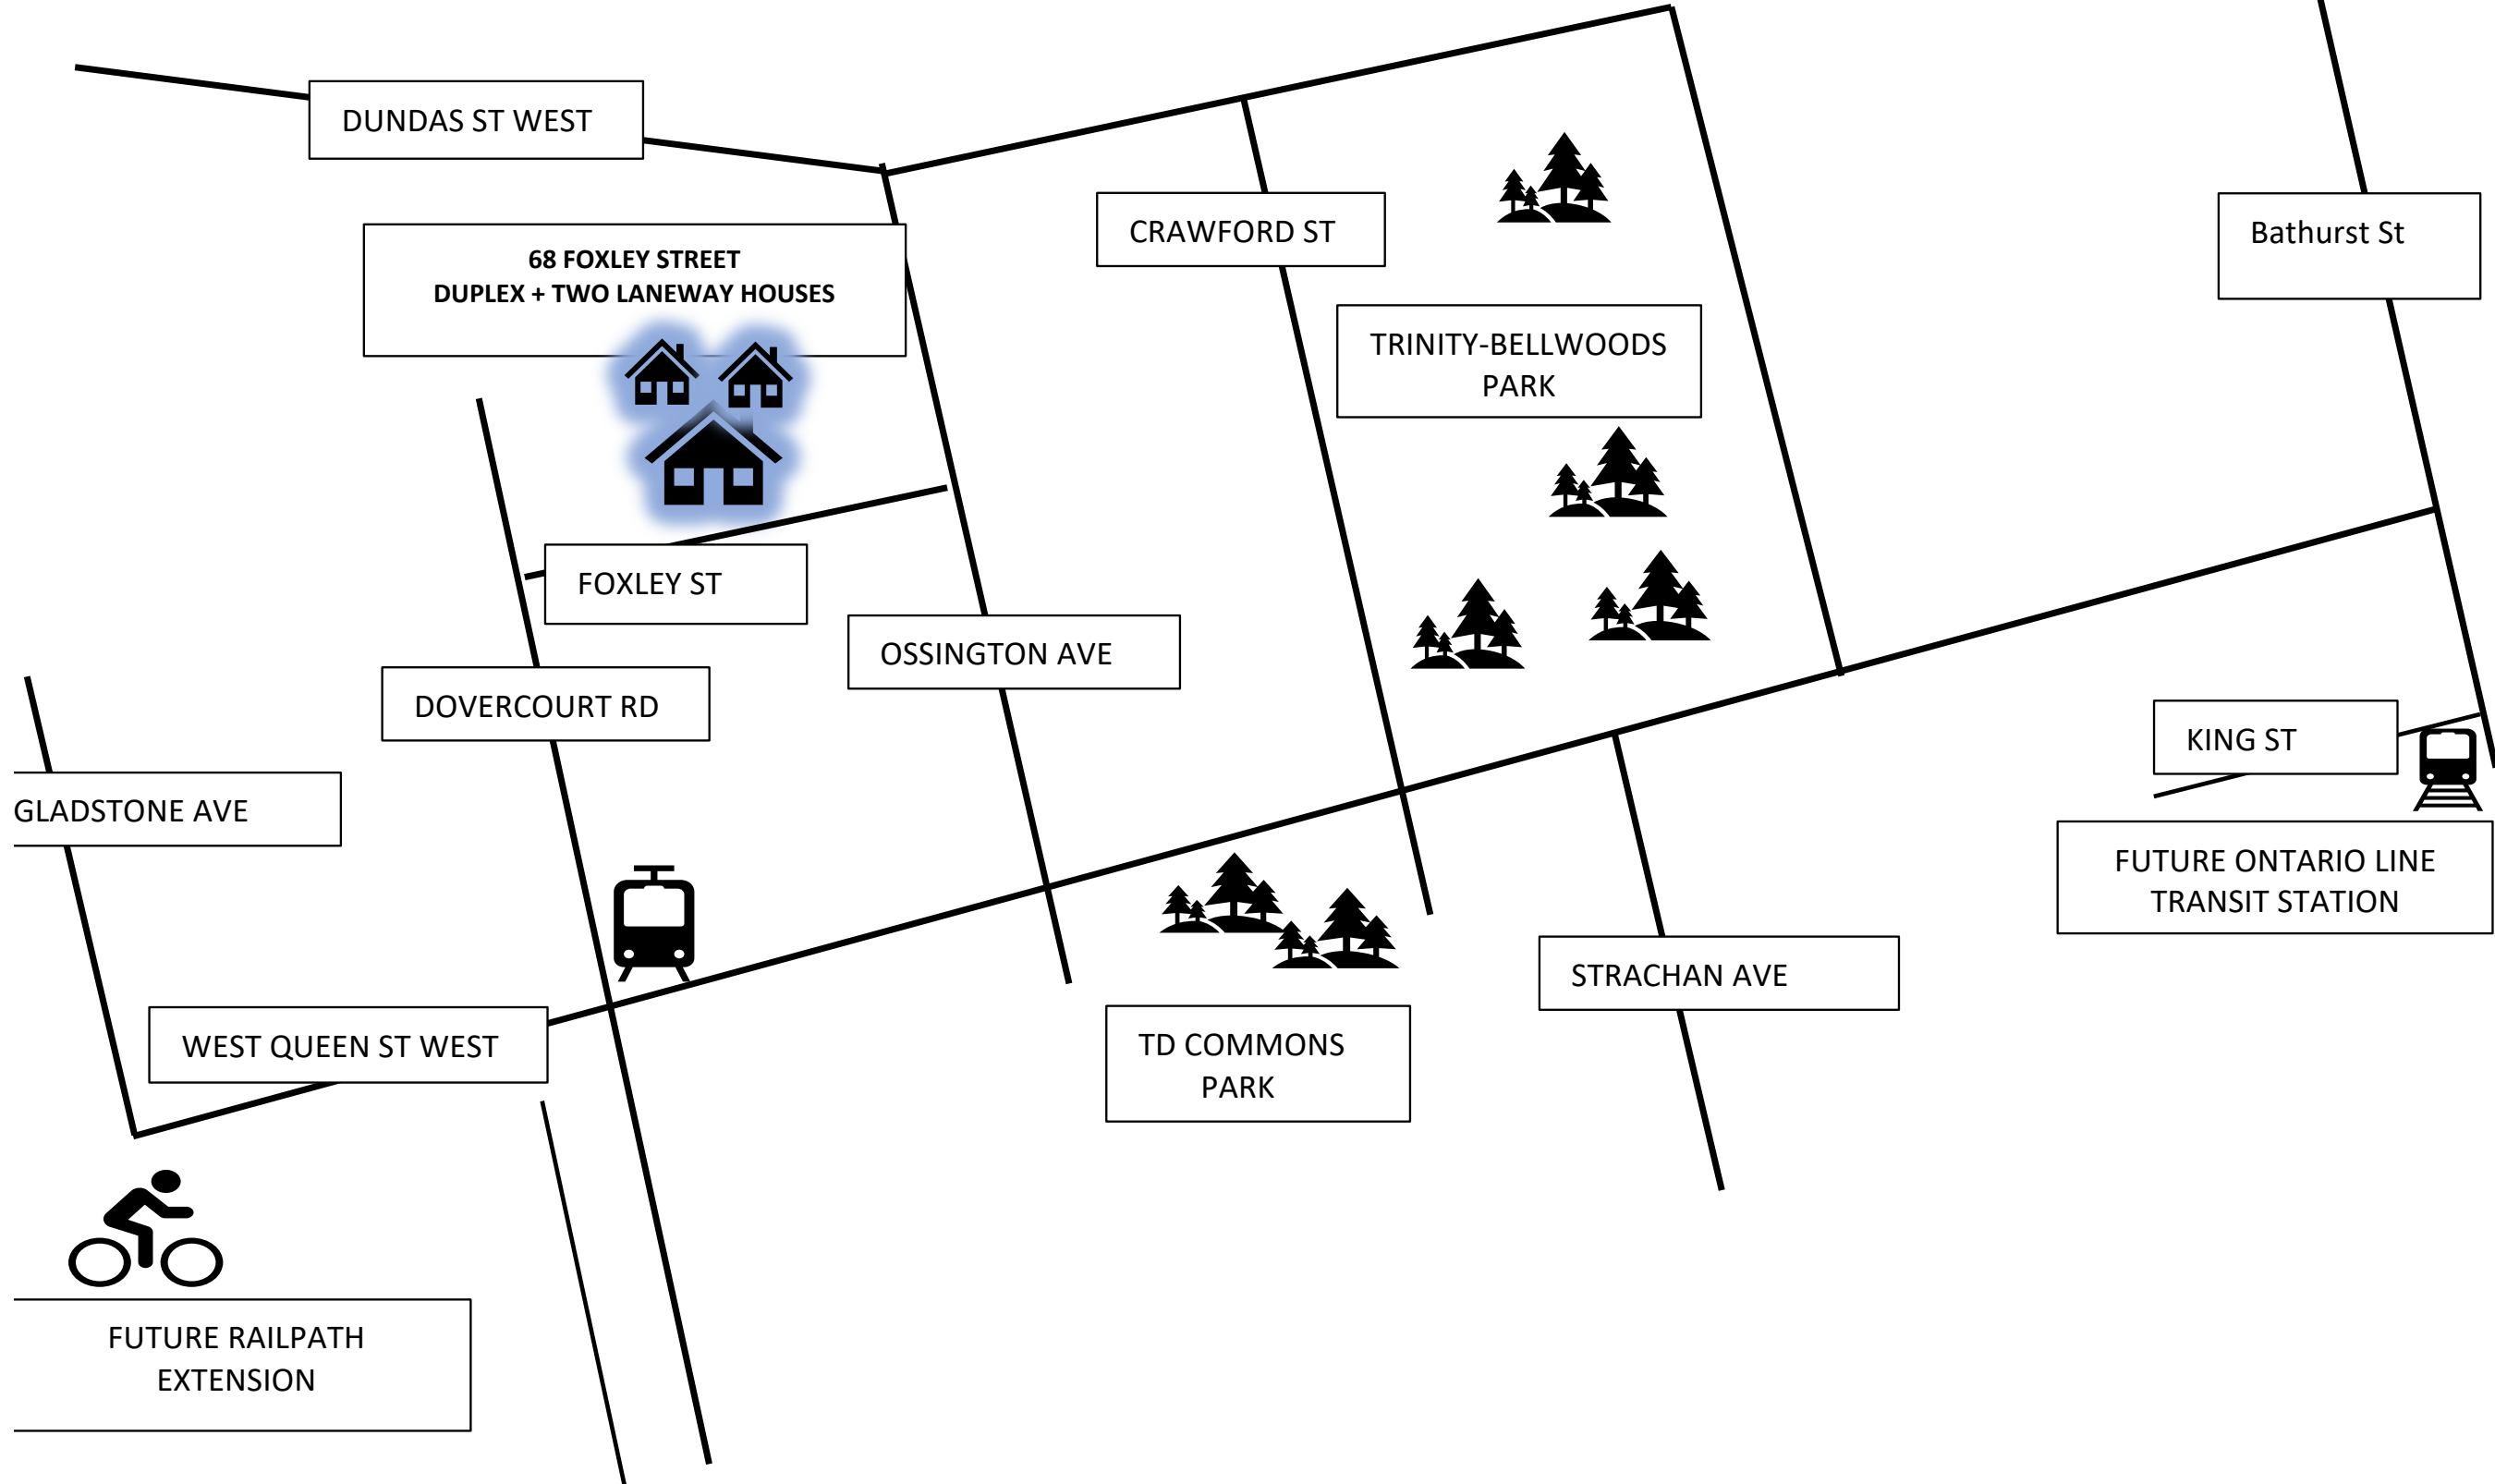 DUNDAS ST WEST
68 FOXLEY STREET
DUPLEX + TWO LANEWAY HOUSES
CRAWFORD ST
Bathurst St
TRINITY-BELLWOODS
PARK
FOXLEY ST
OSSINGTON AVE
DOVERCOURT RD
KING ST
GLADSTONE AVE
FUTURE ONTARIO LINE
TRANSIT STATION
STRACHAN AVE
WEST QUEEN ST WEST
TD COMMONS
PARK
FUTURE RAILPATH
EXTENSION